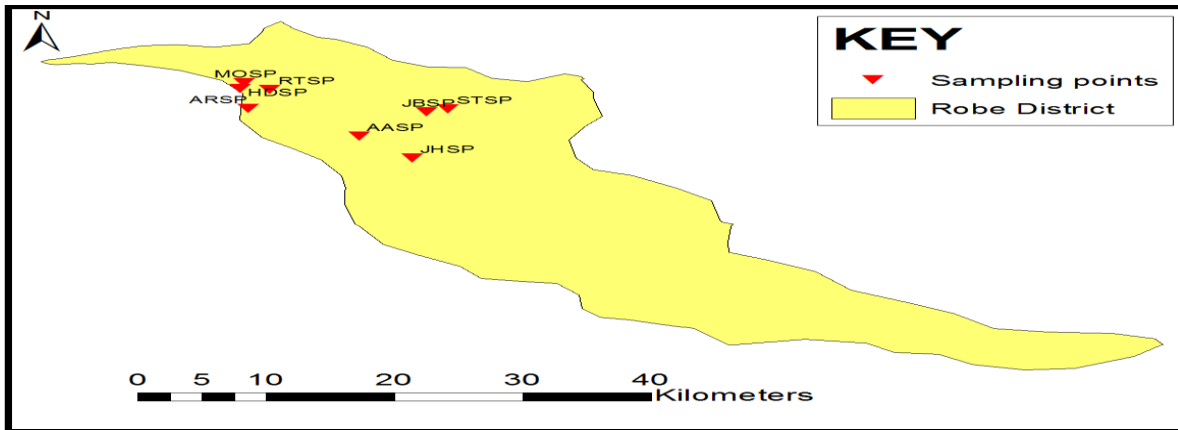 N
KEY
Sampling points
Robe District
MOSP
RTSP
HDSP
ARSP
JBSP
STSP
AASP
JHSP
0 5 10 20 30 40
Kilometers